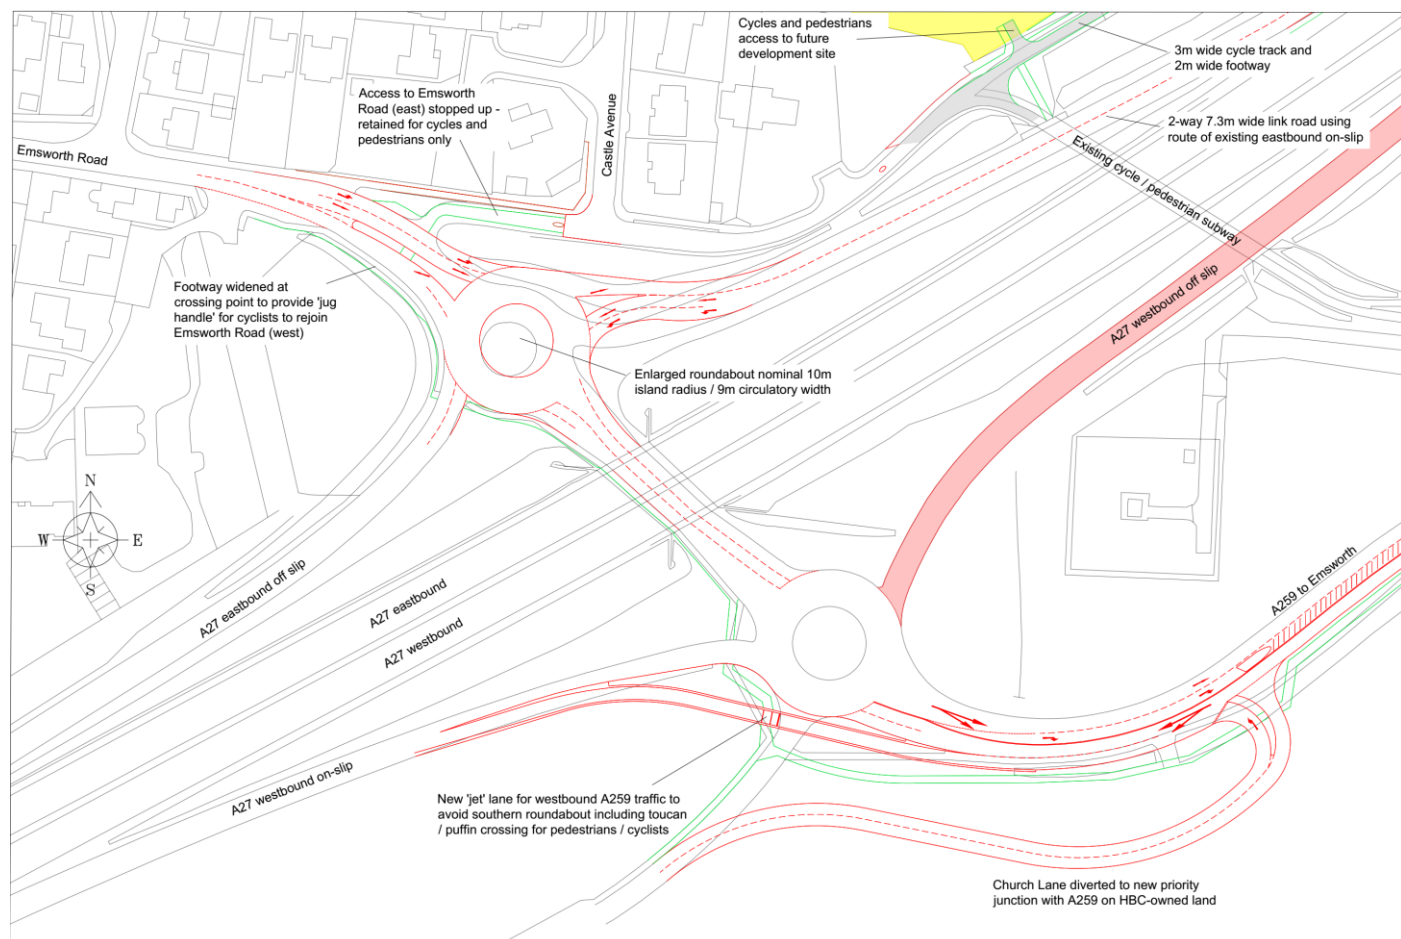 Cycles and pedestrians
access to future
development site
3m wide cycle track and
2m wide footway
Access to Emsworth
Road (east) stopped up -
retained for cycles and
pedestrians only
Castle Avenue
2-way 7.3m wide link road using
route of existing eastbound on-slip
Emsworth Road
Existing cycle / pedestrian subway
Footway widened at
crossing point to provide 'jug
handle' for cyclists to rejoin
Emsworth Road (west)
A27 westbound off slip
Enlarged roundabout nominal 10m
island radius / 9m circulatory width
N
W
E
S
A27 eastbound off slip
A27 eastbound
A27 westbound
A259 to Emsworth
A27 westbound on-slip
New 'jet' lane for westbound A259 traffic to
avoid southern roundabout including toucan
/ puffin crossing for pedestrians / cyclists
Church Lane diverted to new priority
junction with A259 on HBC-owned land